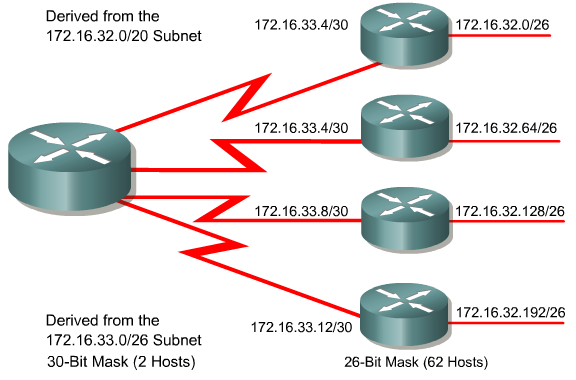 Derived from the
172.16.32.0/20 Subnet
172.16.33.4/30
172.16.32.0/26
172.16.33.4/30
172.16.32.64/26
172.16.33.8/30
172.16.32.128/26
172.16.33.12/30
172.16.32.192/26
Derived from the
172.16.33.0/26 Subnet
30-Bit Mask (2 Hosts)
26-Bit Mask (62 Hosts)